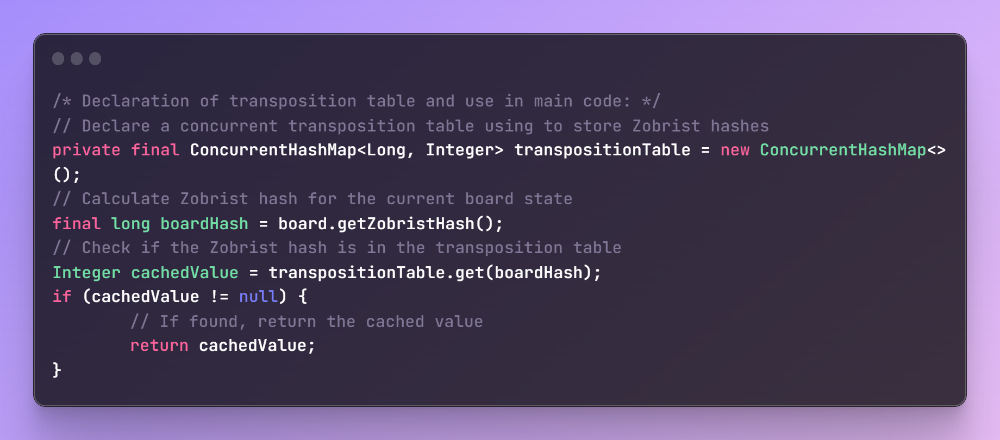 /* Declaration of transposition table and use in main code: */
// Declare a concurrent transposition table using to store Zobrist hashes
private final ConcurrentHashMap<Long, Integer> transpositionTable = new ConcurrentHashMap<>
();
// Calculate Zobrist hash for the current board state
final long boardHash = board.getZobristHash();
// Check if the Zobrist hash is in the transposition table
Integer cachedValue = transpositionTable.get(boardHash);
if (cachedValue != null) {
        // If found, return the cached value
        return cachedValue;
}